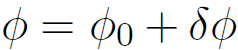 ϕ = ϕ₀ + δϕ